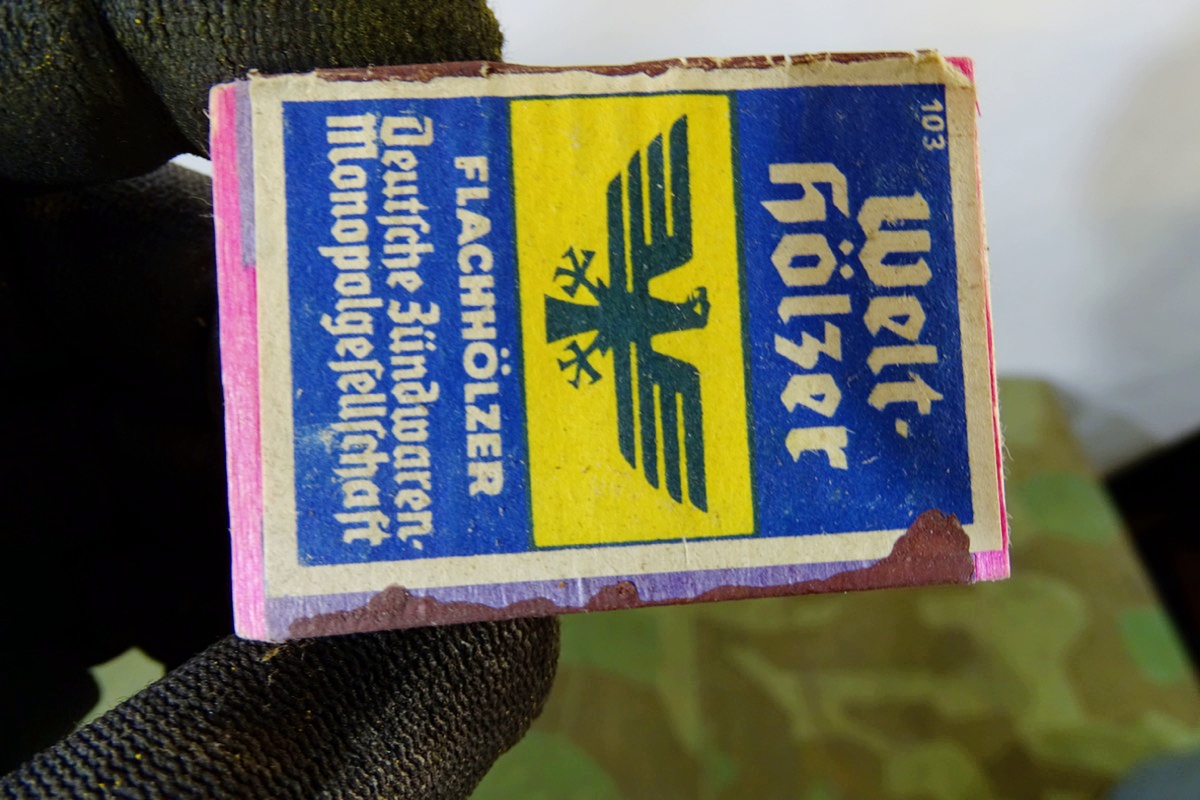 103
Welt-
Hölzer
FLACHHÖLZER
Deutsche Zündwaren-
Monopolgesellschaft